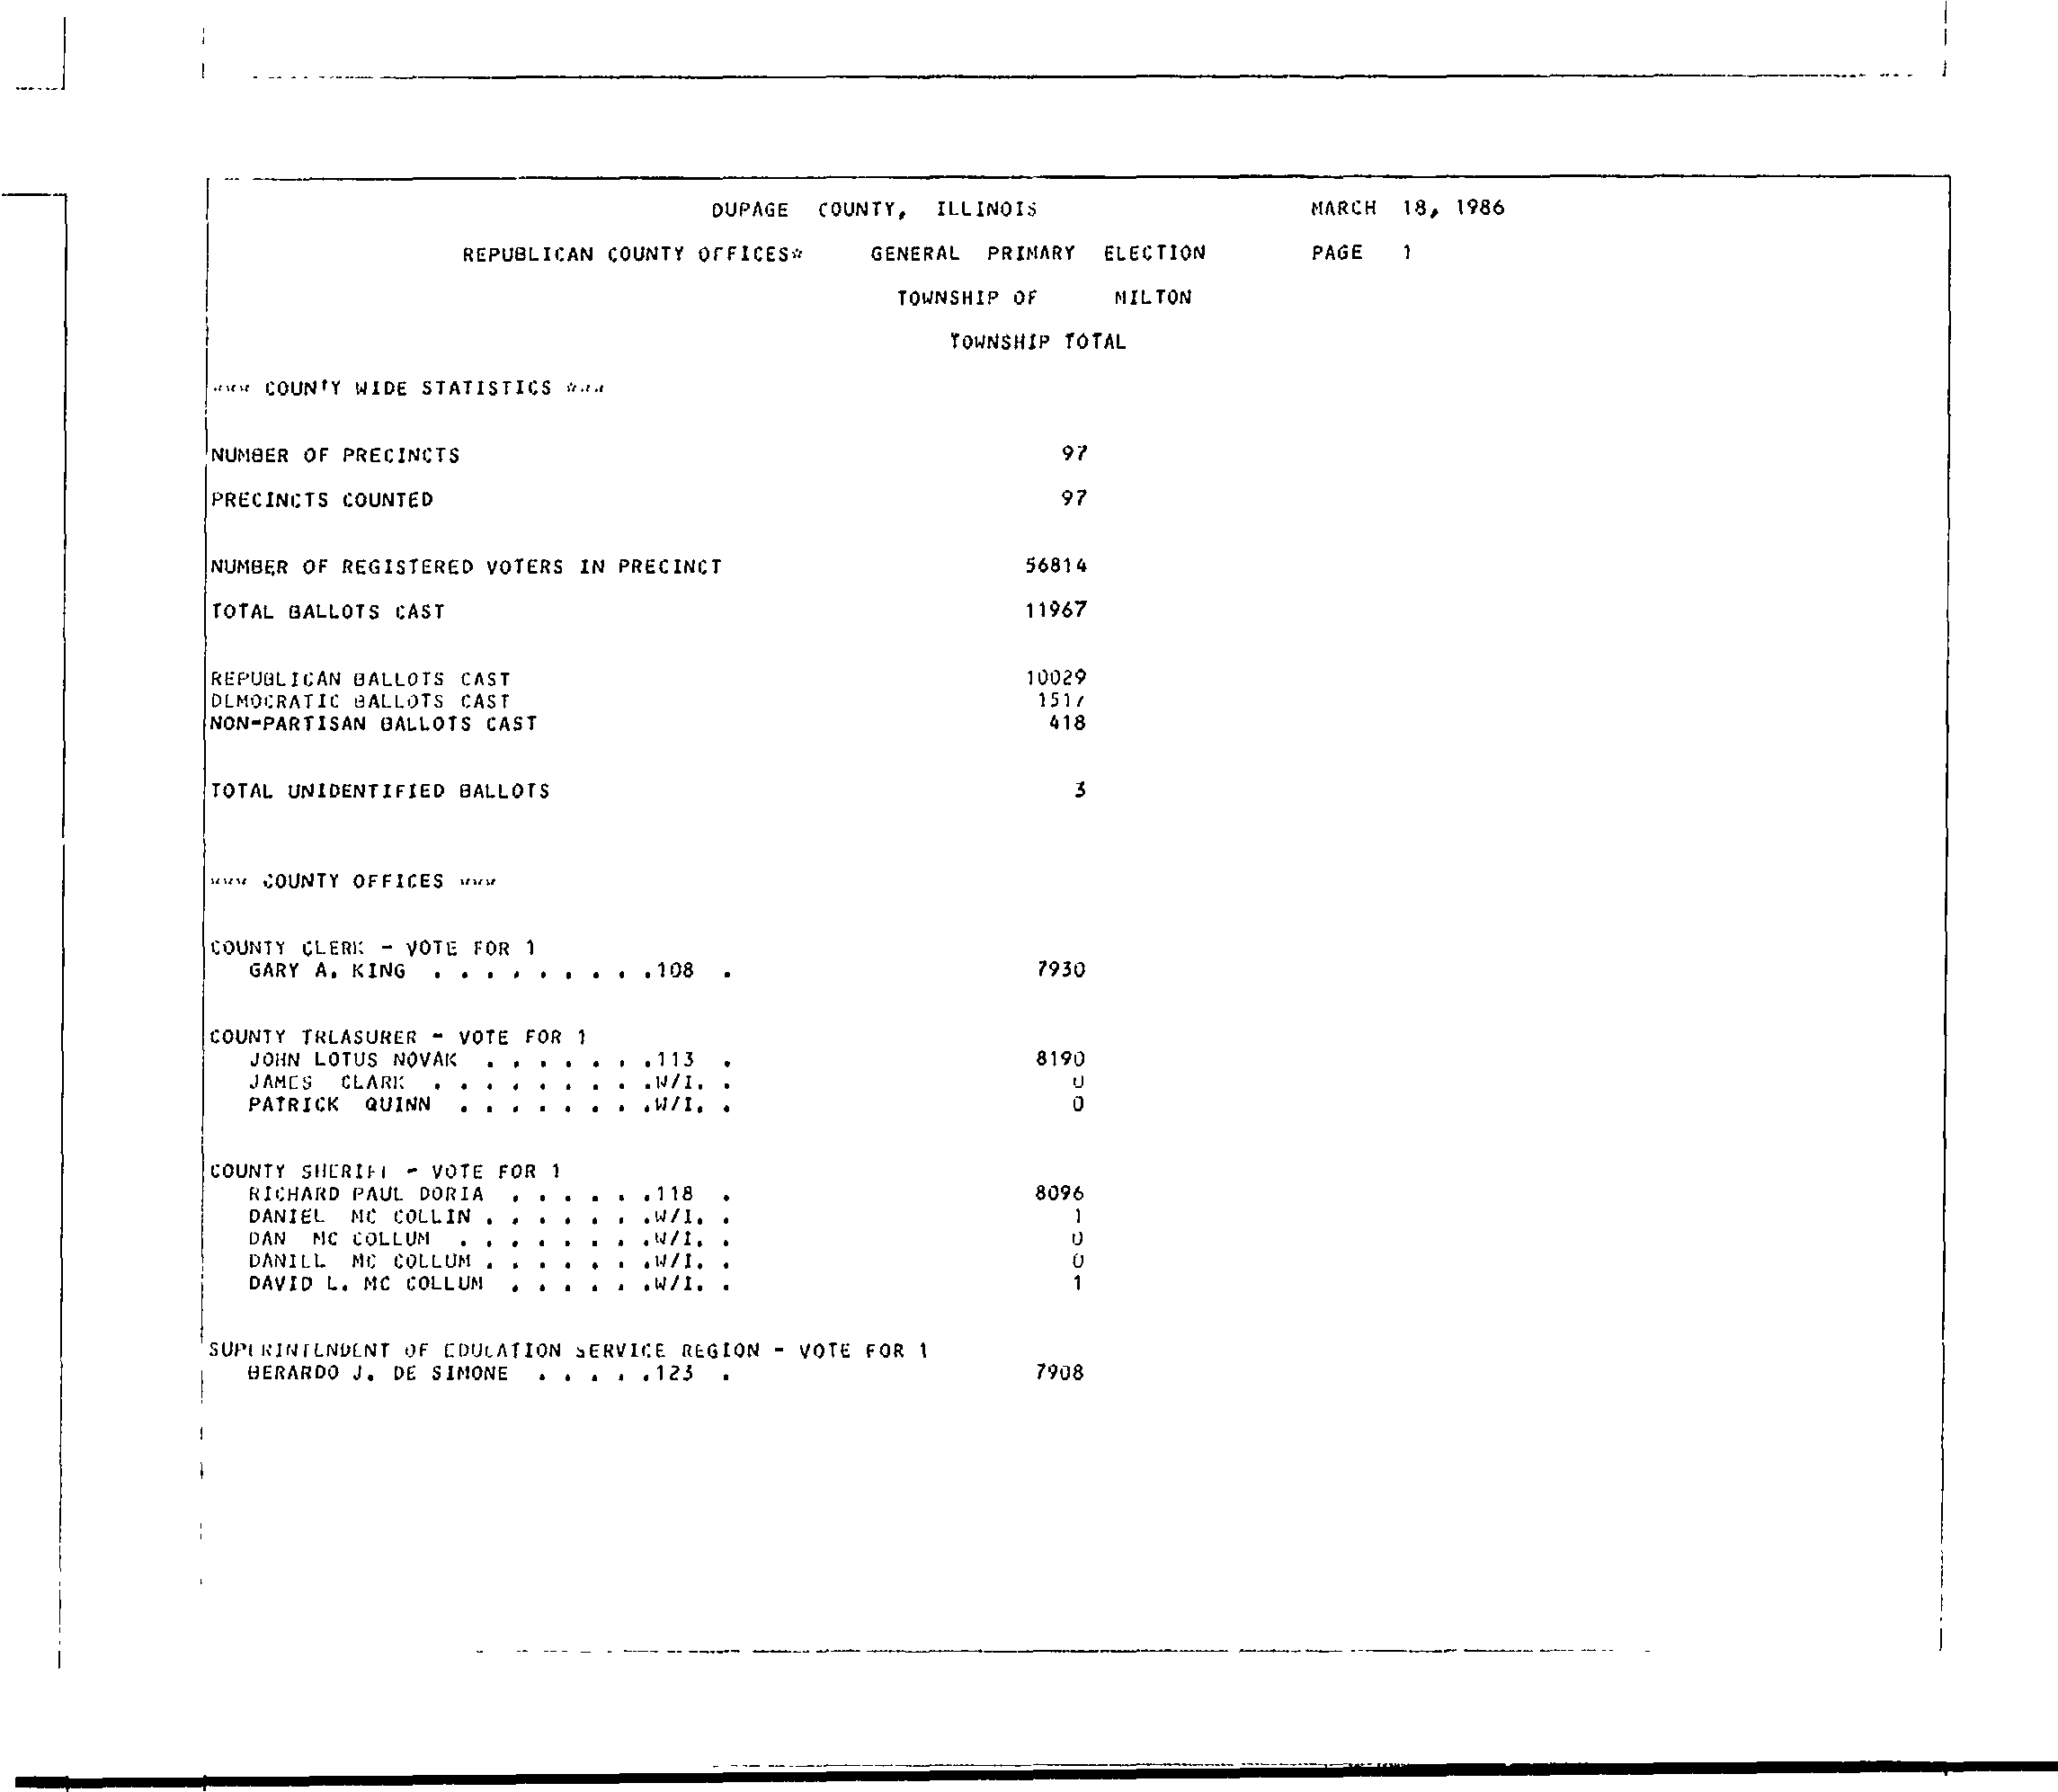 DUPAGE COUNTY, ILLINOIS MARCH 18, 1986
REPUBLICAN COUNTY OFFICES* GENERAL PRIMARY ELECTION PAGE 1
TOWNSHIP OF MILTON
TOWNSHIP TOTAL
*** COUNTY WIDE STATISTICS ***
NUMBER OF PRECINCTS 97
PRECINCTS COUNTED 97
NUMBER OF REGISTERED VOTERS IN PRECINCT 56814
TOTAL BALLOTS CAST 11967
REPUBLICAN BALLOTS CAST 10029
DEMOCRATIC BALLOTS CAST 1517
NON-PARTISAN BALLOTS CAST 418
TOTAL UNIDENTIFIED BALLOTS 3
*** COUNTY OFFICES ***
COUNTY CLERK - VOTE FOR 1
GARY A. KING . . . . . . . . .108 . 7930
COUNTY TREASURER - VOTE FOR 1
JOHN LOTUS NOVAK . . . . . . .113 . 8190
JAMES CLARK . . . . . . . . .W/I. . 0
PATRICK QUINN . . . . . . . .W/I. . 0
COUNTY SHERIFF - VOTE FOR 1
RICHARD PAUL DORIA . . . . . .118 . 8096
DANIEL MC COLLIN . . . . . . .W/I. . 1
DAN MC COLLUM . . . . . . . .W/I. . 0
DANIEL MC COLLUM . . . . . . .W/I. . 0
DAVID L. MC COLLUM . . . . . .W/I. . 1
SUPERINTENDENT OF EDUCATION SERVICE REGION - VOTE FOR 1
BERARDO J. DE SIMONE . . . . .123 . 7908